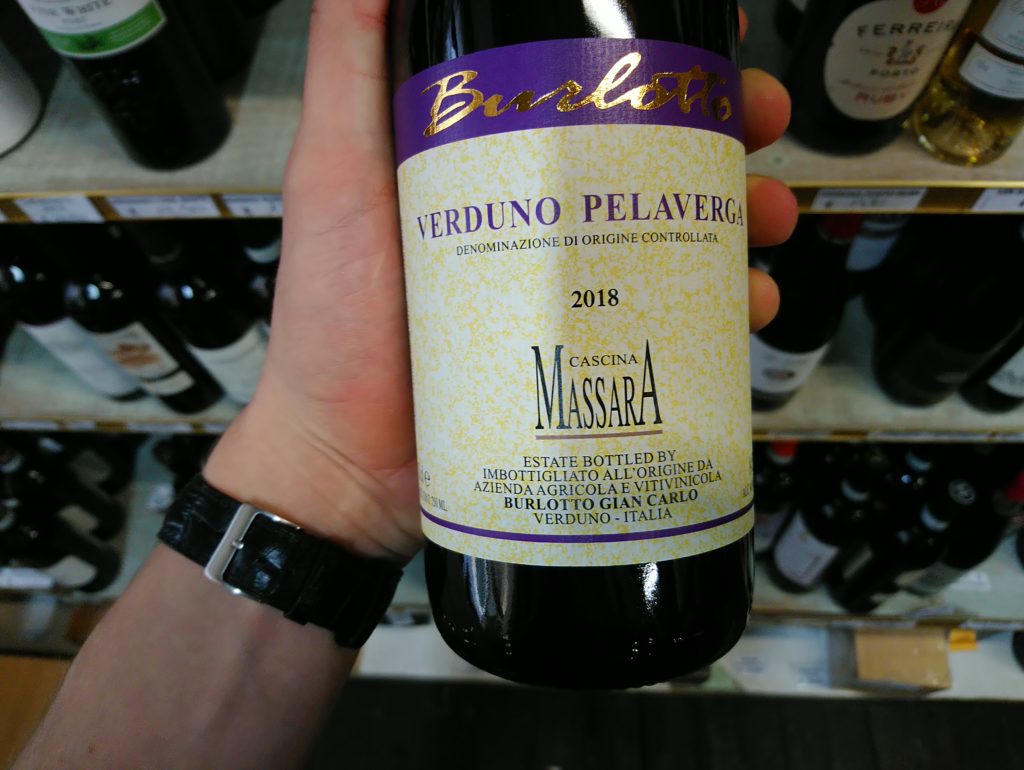 Burlotto
VERDUNO PELAVERGA
DENOMINAZIONE DI ORIGINE CONTROLLATA
2018
CASCINA
MASSARA
ESTATE BOTTLED BY
IMBOTTIGLIATO ALL'ORIGINE DA
AZIENDA AGRICOLA E VITIVINICOLA
BURLOTTO GIAN CARLO
VERDUNO - ITALIA
FERREIRA
PORTO
RUBY